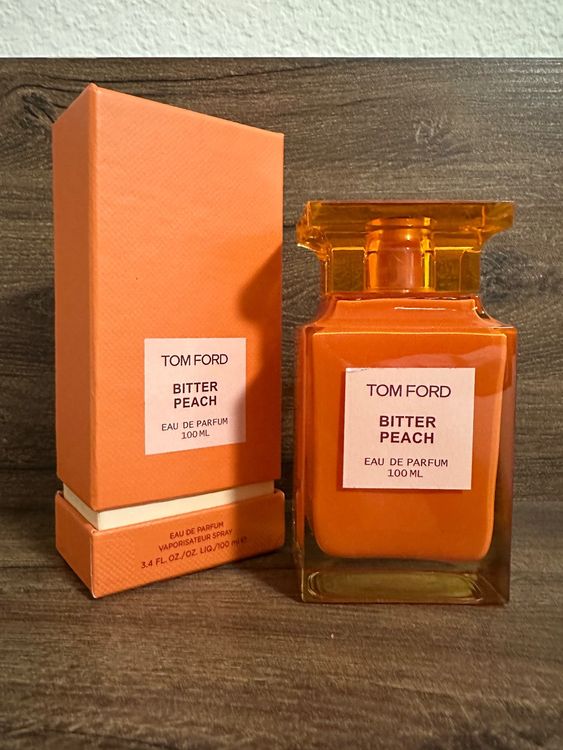 TOM FORD
BITTER
PEACH
EAU DE PARFUM
100 ML
EAU DE PARFUM
VAPORISATEUR SPRAY
3.4 FL. OZ./OZ. LIQ./100 ml ℮
TOM FORD
BITTER
PEACH
EAU DE PARFUM
100 ML